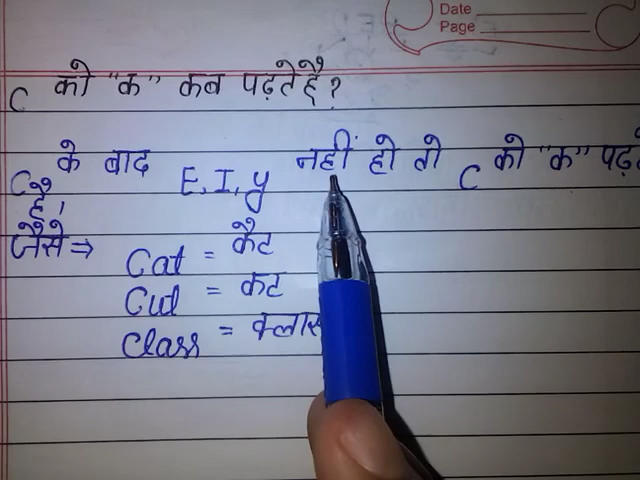 Date
Page
C को "क" कब पढ़ते है ?
C के बाद E, I, y नहीं हो तो C को "क" पढ़ते
है,
जैसे ⇒ Cat = कैट
Cut = कट
Class = क्लास